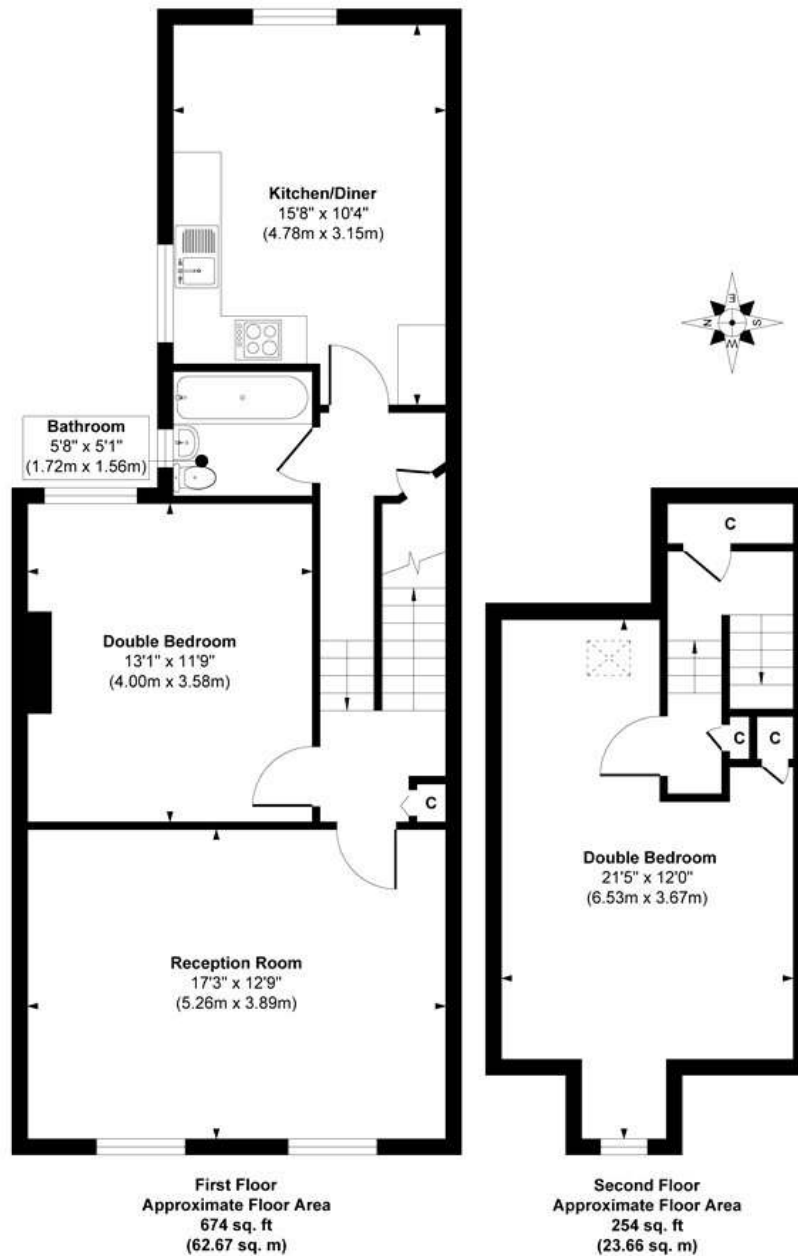 Kitchen/Diner
15'8" x 10'4"
(4.78m x 3.15m)
E
N
S
W
Bathroom
5'8" x 5'1"
(1.72m x 1.56m)
C
Double Bedroom
13'1" x 11'9"
(4.00m x 3.58m)
C
C
C
Double Bedroom
21'5" x 12'0"
(6.53m x 3.67m)
Reception Room
17'3" x 12'9"
(5.26m x 3.89m)
First Floor
Approximate Floor Area
674 sq. ft
(62.67 sq. m)
Second Floor
Approximate Floor Area
254 sq. ft
(23.66 sq. m)